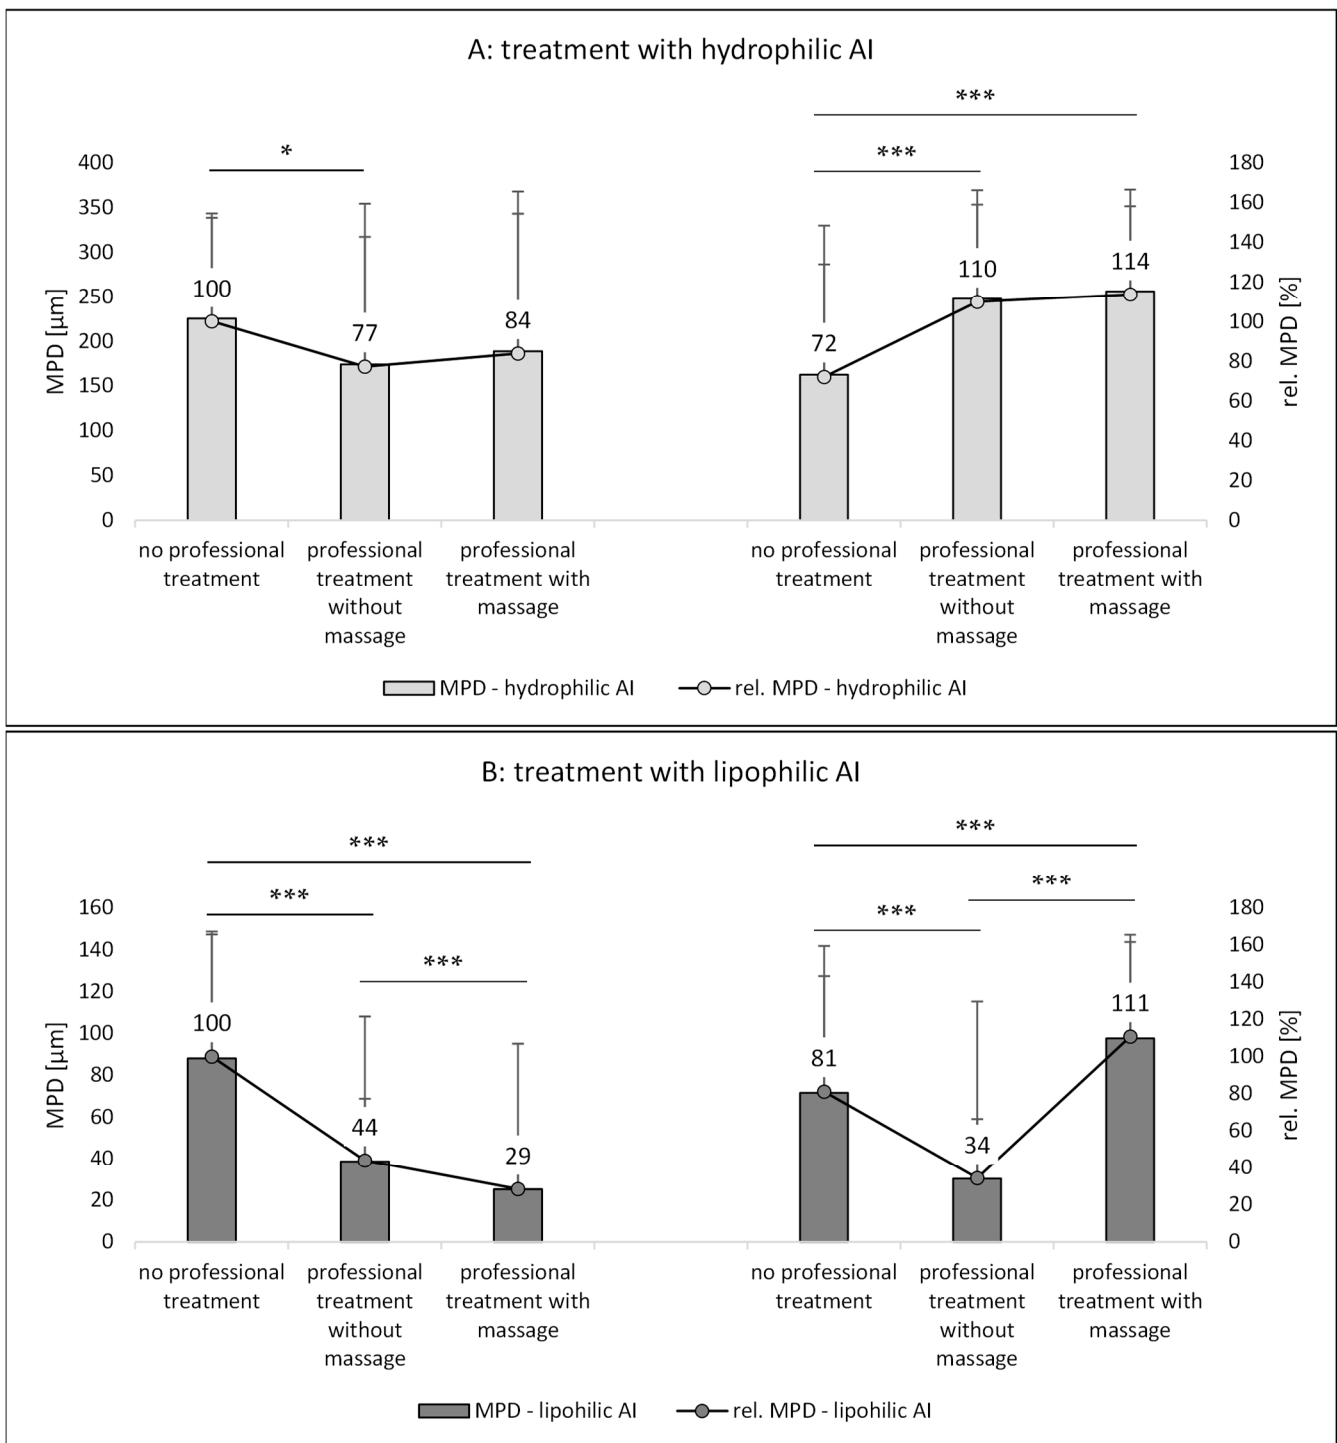 A: treatment with hydrophilic AI
***
*
***
400
350
300
250
200
150
100
50
0
MPD [µm]
100
77
84
72
110
114
180
160
140
120
100
80
60
40
20
0
rel. MPD [%]
no professional
treatment
professional
treatment
without
massage
professional
treatment with
massage
no professional
treatment
professional
treatment
without
massage
professional
treatment with
massage
MPD - hydrophilic AI
rel. MPD - hydrophilic AI
B: treatment with lipophilic AI
***
***
***
***
***
***
160
140
120
100
80
60
40
20
0
MPD [µm]
100
44
29
81
34
111
180
160
140
120
100
80
60
40
20
0
rel. MPD [%]
no professional
treatment
professional
treatment
without
massage
professional
treatment with
massage
no professional
treatment
professional
treatment
without
massage
professional
treatment with
massage
MPD - lipohilic AI
rel. MPD - lipohilic AI